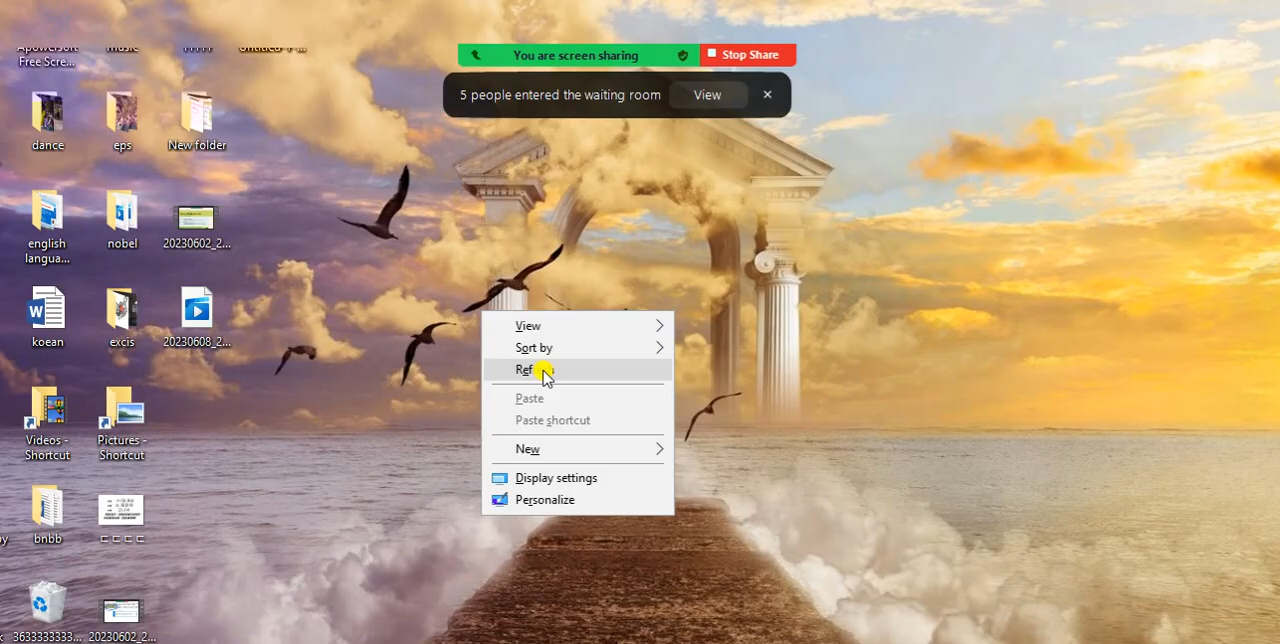 Free Scre...
You are screen sharing
Stop Share
5 people entered the waiting room
View
dance
eps
New folder
english
langua...
nobel
20230602_2...
koean
excis
20230608_2...
Videos -
Shortcut
Pictures -
Shortcut
bnbb
ㄷㄷㄷㄷ
3633333333...
20230602_2...
View
Sort by
Paste
Paste shortcut
New
Display settings
Personalize